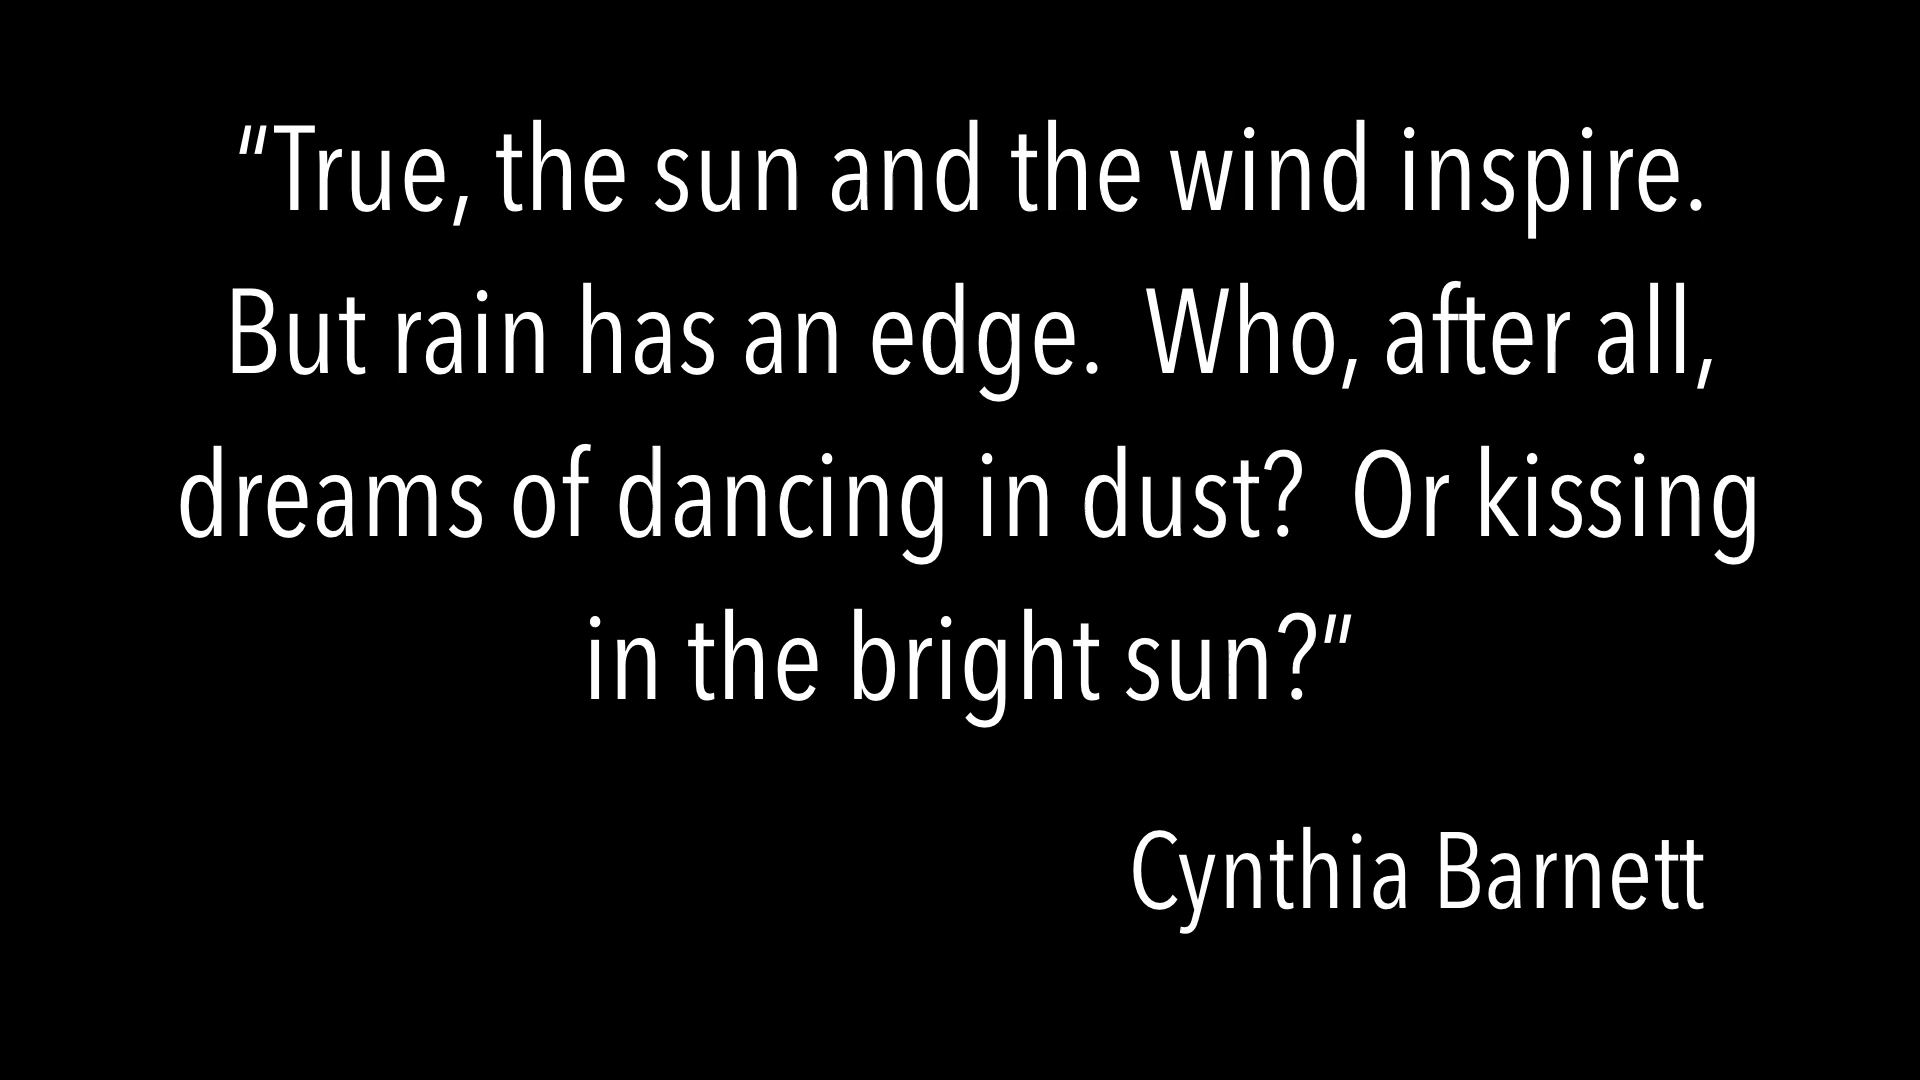 “True, the sun and the wind inspire.
But rain has an edge.  Who, after all,
dreams of dancing in dust?  Or kissing
in the bright sun?”
Cynthia Barnett